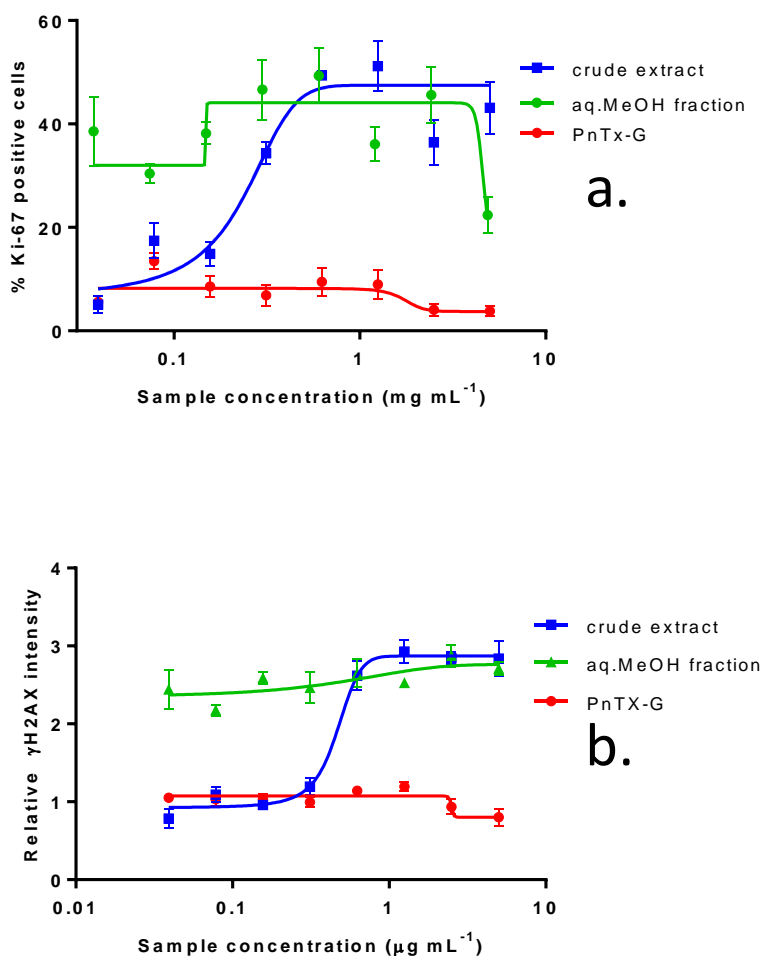 60
40
20
0
% Ki-67 positive cells
0.1 1 10
Sample concentration (mg mL-1)
crude extract
aq.MeOH fraction
PnTx-G
a.
4
3
2
1
0
Relative γH2AX intensity
0.01 0.1 1 10
Sample concentration (μg mL-1)
crude extract
aq.MeOH fraction
PnTX-G
b.